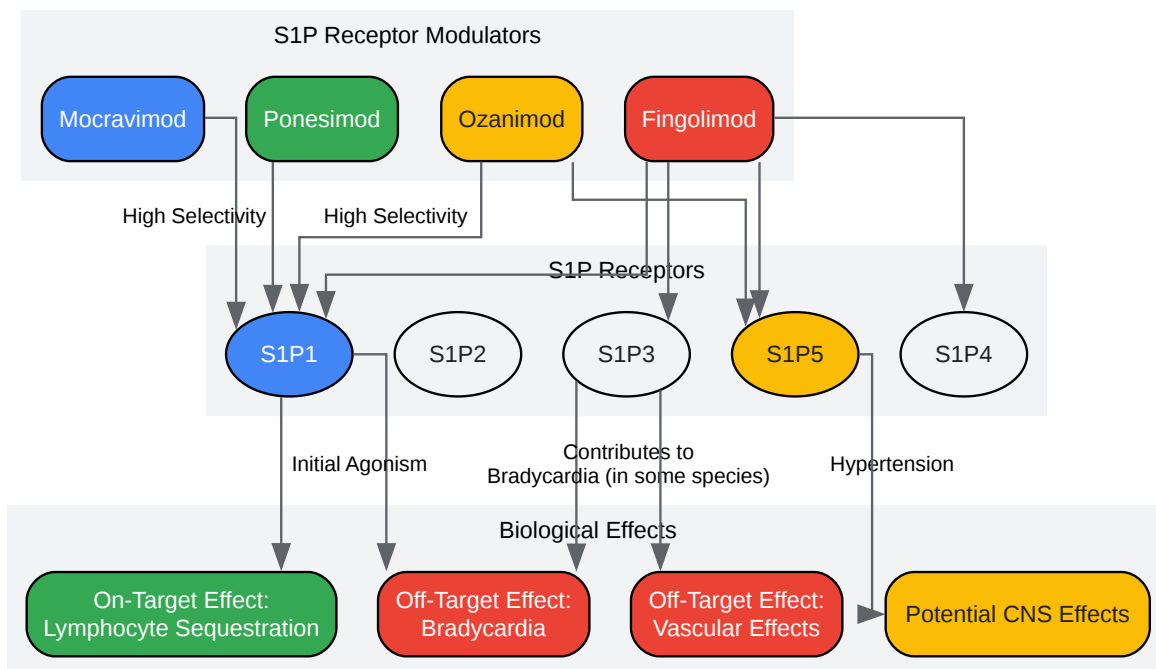 S1P Receptor Modulators
Mocravimod
Ponesimod
Ozanimod
Fingolimod
High Selectivity
High Selectivity
S1P Receptors
S1P1
S1P2
S1P3
S1P5
S1P4
Initial Agonism
Contributes to
Bradycardia (in some species)
Hypertension
Biological Effects
On-Target Effect:
Lymphocyte Sequestration
Off-Target Effect:
Bradycardia
Off-Target Effect:
Vascular Effects
Potential CNS Effects